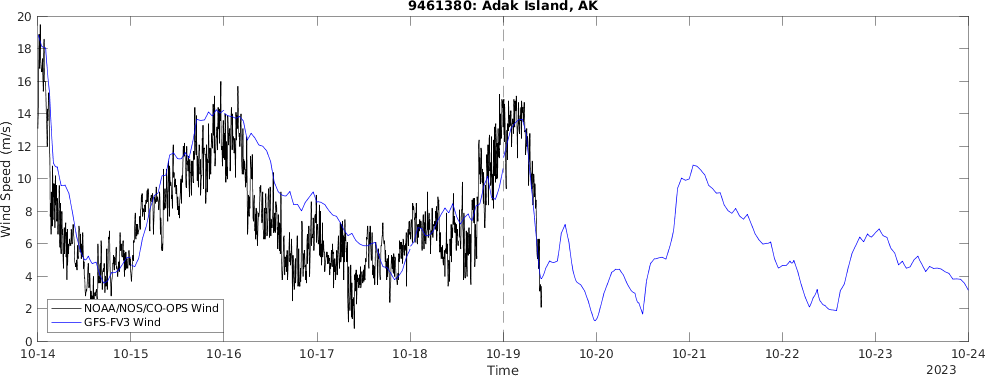 9461380: Adak Island, AK
Wind Speed (m/s)
20
18
16
14
12
10
8
6
4
2
0
NOAA/NOS/CO-OPS Wind
GFS-FV3 Wind
10-14 10-15 10-16 10-17 10-18 10-19 10-20 10-21 10-22 10-23 10-24
Time
2023